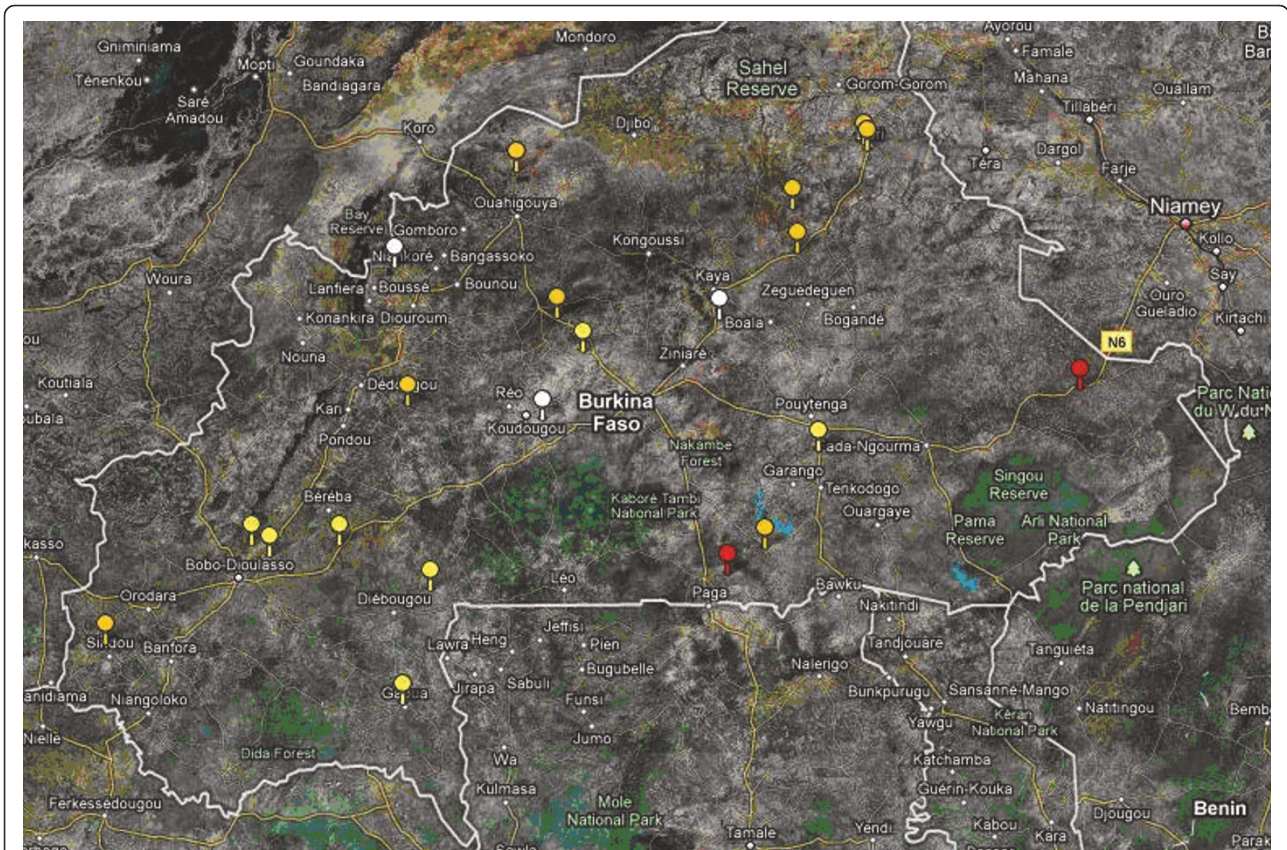 Mondoro
Ayorou
Gniminiama
Famale
Mopti
Goundaka
Ténenkou
Bandiagara
Saré
Amadou
Sahel
Reserve
Gorom-Gorom
Mahana
Ouallam
Tillabéri
Koro
Djibo
Dargol
Téra
Farje
Ouahigouya
Niamey
Bay
Reserve
Gomboro
Kongoussi
Kollo
Bangassoko
Kaya
Say
Woura
Lanfiera
Boussé
Bounou
Zeguedeguen
Ouro
Gueladio
Konankira
Diouroum
Boala
Bogandé
Kirtachi
Nouna
Ziniaré
N6
Koutiala
Réo
Burkina
Faso
Pouytenga
Kari
Koudougou
Pondou
Nakambe
Forest
Garango
Singou
Reserve
Béréba
Kaboré Tambi
National Park
Tenkodogo
Ouargaye
Pama
Reserve
Arli National
Park
Bobo-Dioulasso
Léo
Bawku
Parc national
de la Pendjari
Orodara
Diébougou
Paga
Nakitindi
Jeffisi
Lawra
Heng
Pien
Tandjouare
Banfora
Bugubelle
Nalerigo
Tanguiéta
Jirapa
Sabuli
Bunkpurugu
Sansanné-Mango
Niangoloko
Funsi
Natitingou
Jumo
Yawgu
Kéran
National Park
Nielle
Dida Forest
Wa
Katchamba
Kulmasa
Guérin-Kouka
Ferkessédougou
Mole
National Park
Djougou
Benin
Tamale
Yendi
Kabou
Kara